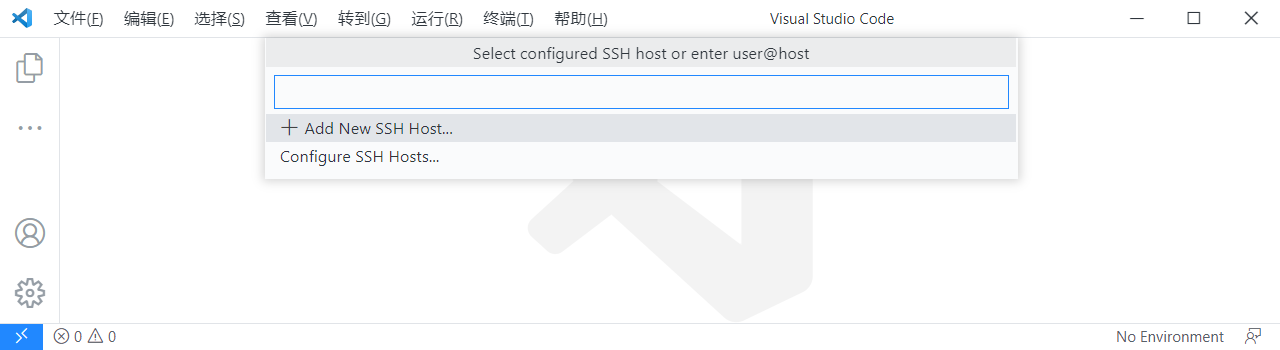 文件(F) 编辑(E) 选择(S) 查看(V) 转到(G) 运行(R) 终端(T) 帮助(H) Visual Studio Code
Select configured SSH host or enter user@host
Add New SSH Host...
Configure SSH Hosts...
0 0 No Environment